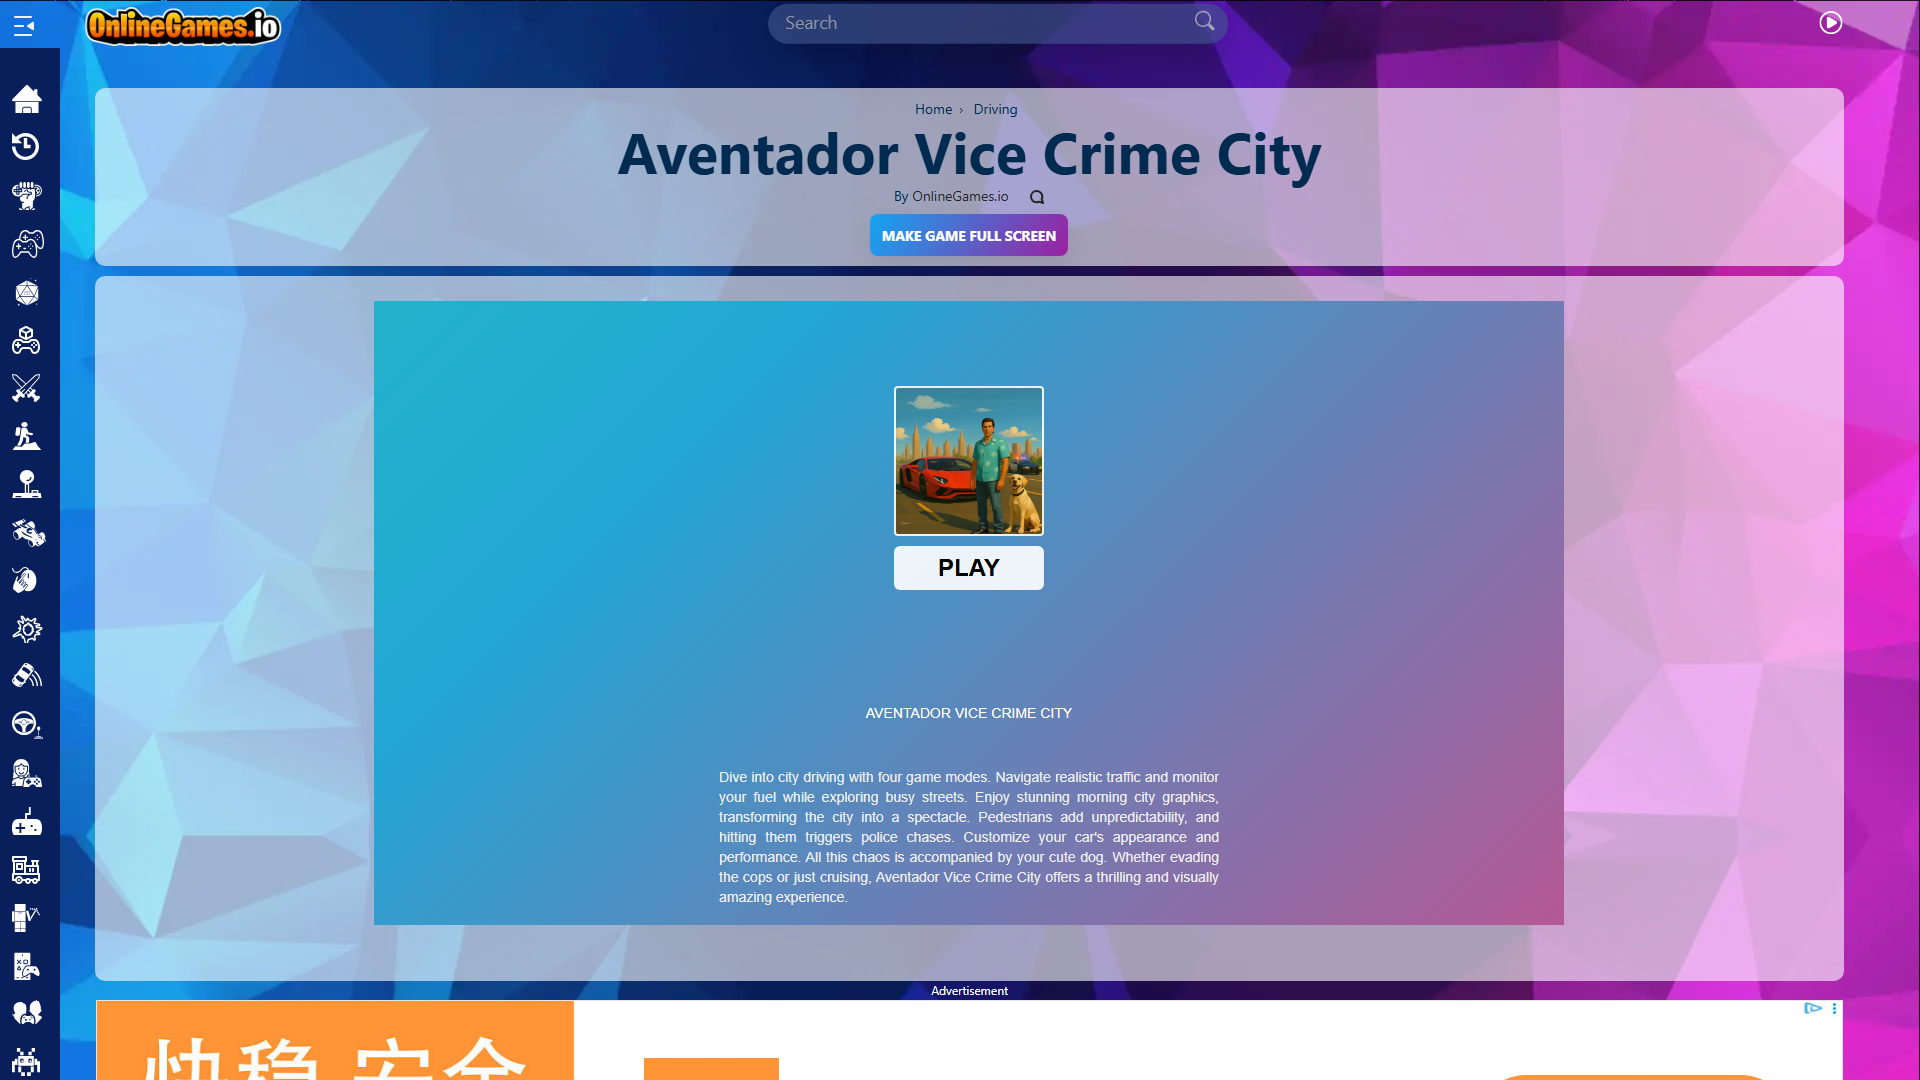 OnlineGames.io
Search
Home › Driving
Aventador Vice Crime City
By OnlineGames.io
MAKE GAME FULL SCREEN
PLAY
AVENTADOR VICE CRIME CITY
Dive into city driving with four game modes. Navigate realistic traffic and monitor
your fuel while exploring busy streets. Enjoy stunning morning city graphics,
transforming the city into a spectacle. Pedestrians add unpredictability, and
hitting them triggers police chases. Customize your car's appearance and
performance. All this chaos is accompanied by your cute dog. Whether evading
the cops or just cruising, Aventador Vice Crime City offers a thrilling and visually
amazing experience.
Advertisement
快稳 安全